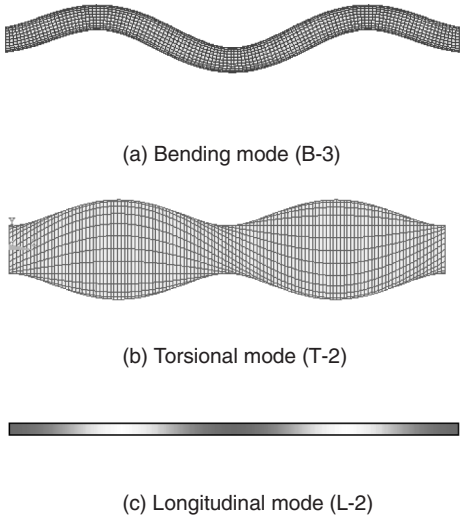 (a) Bending mode (B-3)
Y
(b) Torsional mode (T-2)
(c) Longitudinal mode (L-2)